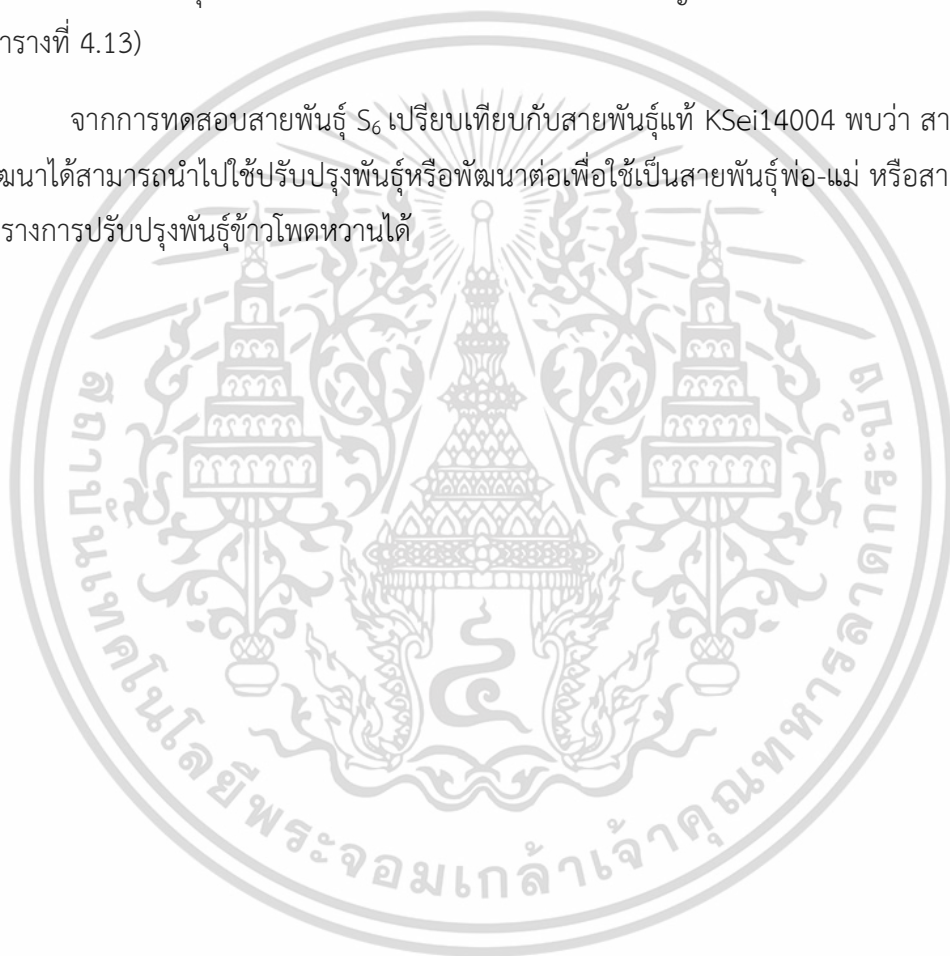 ารางที่ 4.13)
จากการทดสอบสายพันธุ์ S₆ เปรียบเทียบกับสายพันธุ์แท้ KSei14004 พบว่า สา
ัฒนาได้สามารถนำไปใช้ปรับปรุงพันธุ์หรือพัฒนาต่อเพื่อใช้เป็นสายพันธุ์พ่อ-แม่ หรือสา
รางการปรับปรุงพันธุ์ข้าวโพดหวานได้
สถาบันเทคโนโลยีพระจอมเกล้าเจ้าคุณทหารลาดกระบัง